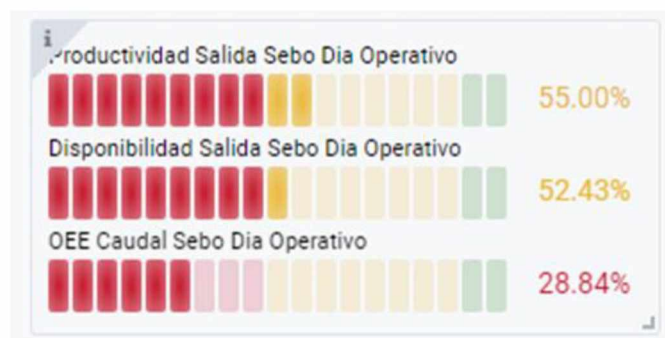 i
Productividad Salida Sebo Dia Operativo
55.00%
Disponibilidad Salida Sebo Dia Operativo
52.43%
OEE Caudal Sebo Dia Operativo
28.84%